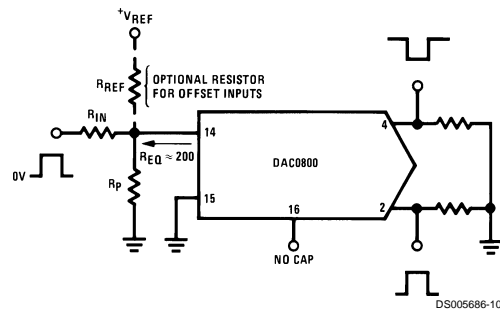 +VREF
RREF
OPTIONAL RESISTOR
FOR OFFSET INPUTS
RIN
14
4
REQ ≈ 200
DAC0800
0V
RP
15
16
2
NO CAP
DS005686-10